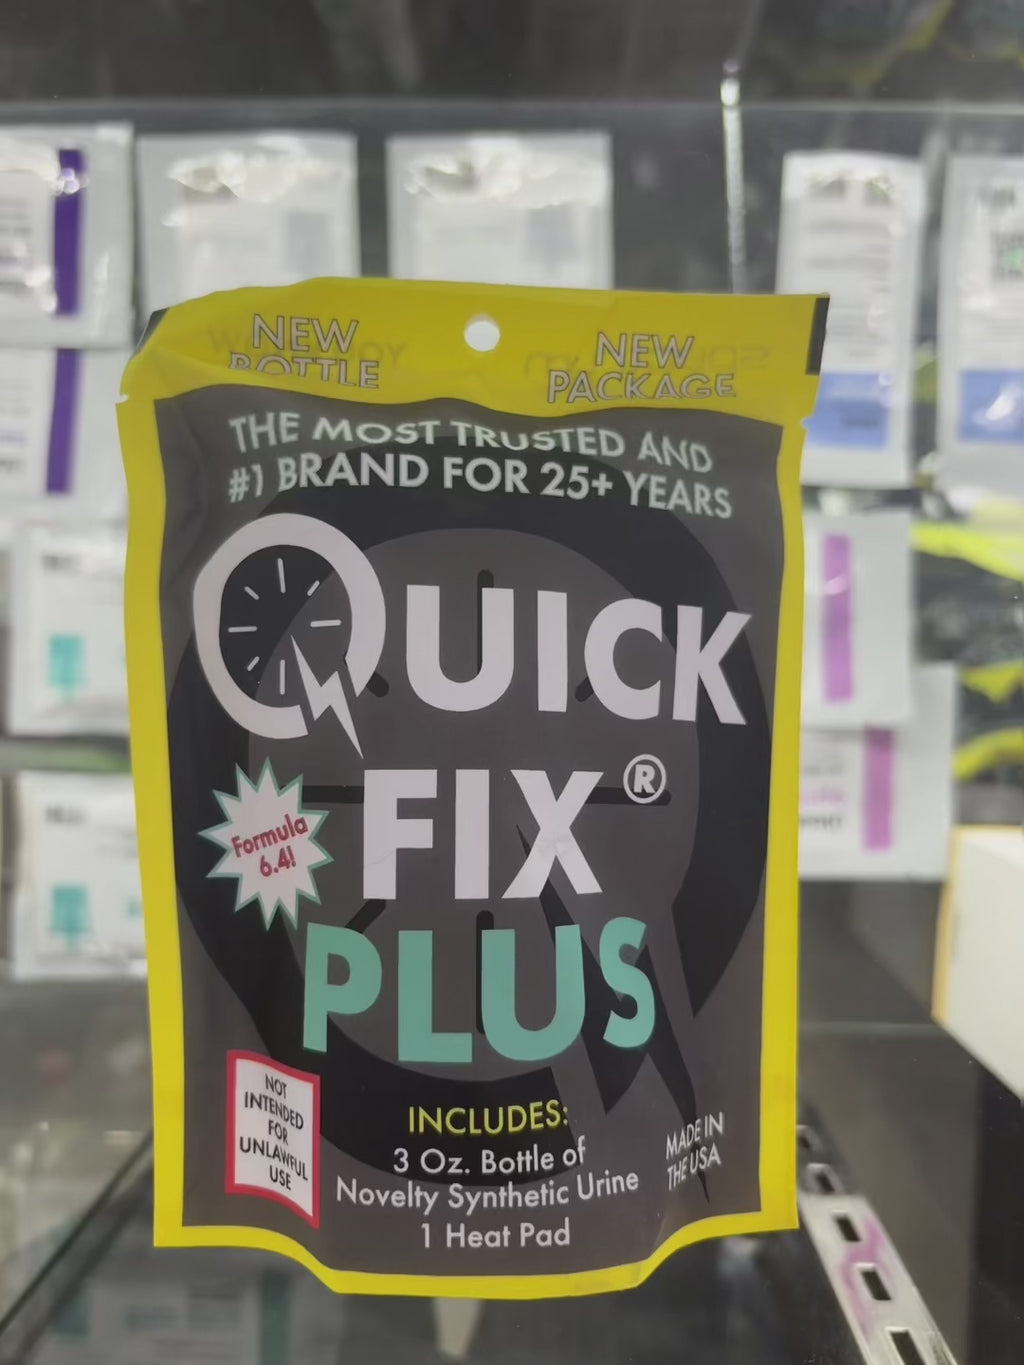 NEW
BOTTLE
NEW
PACKAGE
THE MOST TRUSTED AND
#1 BRAND FOR 25+ YEARS
QUICK
FIX®
Formula
6.4!
PLUS
NOT
INTENDED
FOR
UNLAWFUL
USE
INCLUDES:
3 Oz. Bottle of
Novelty Synthetic Urine
1 Heat Pad
MADE IN
THE USA